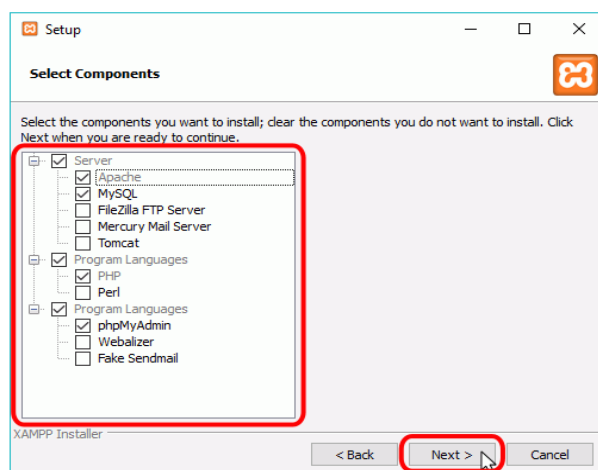 Setup
Select Components
Select the components you want to install; clear the components you do not want to install. Click
Next when you are ready to continue.
Server
Apache
MySQL
FileZilla FTP Server
Mercury Mail Server
Tomcat
Program Languages
PHP
Perl
Program Languages
phpMyAdmin
Webalizer
Fake Sendmail
XAMPP Installer
< Back Next > Cancel